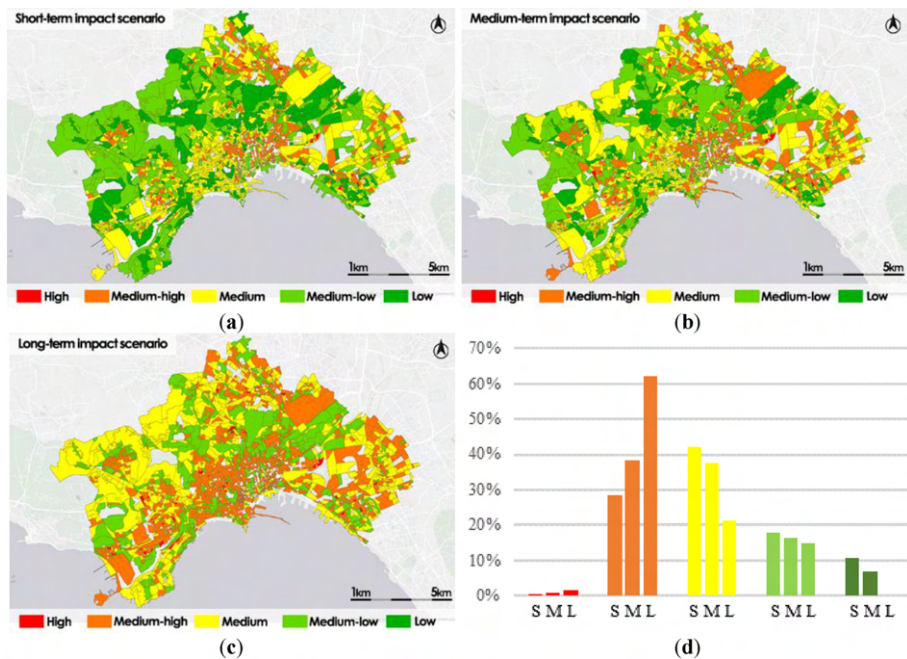 Short-term impact scenario
1km 5km
High Medium-high Medium Medium-low Low
(a)
Medium-term impact scenario
1km 5km
High Medium-high Medium Medium-low Low
(b)
Long-term impact scenario
1km 5km
High Medium-high Medium Medium-low Low
(c)
70%
60%
50%
40%
30%
20%
10%
0%
S M L S M L S M L S M L S M L
(d)